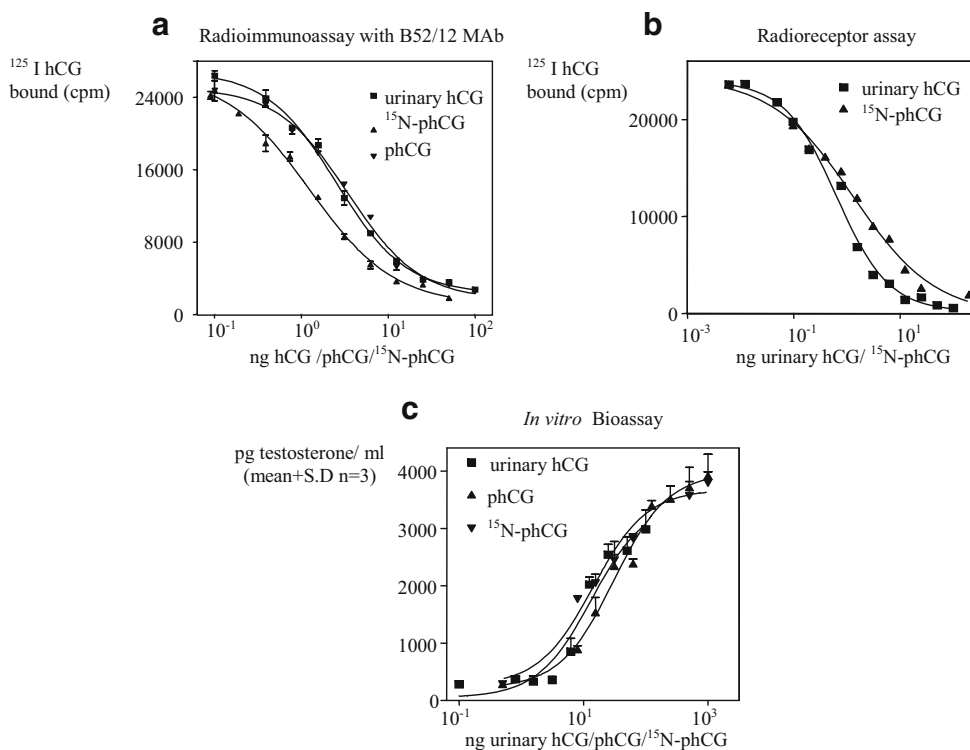 a
Radioimmunoassay with B52/12 MAb
125 I hCG
bound (cpm)
24000
16000
8000
0
urinary hCG
15N-phCG
phCG
10-1
100
101
102
ng hCG /phCG/15N-phCG
b
Radioreceptor assay
125 I hCG
bound (cpm)
20000
10000
0
urinary hCG
15N-phCG
10-3
10-1
101
ng urinary hCG/ 15N-phCG
c
In vitro Bioassay
pg testosterone/ ml
(mean+S.D n=3)
4000
3000
2000
1000
0
urinary hCG
phCG
15N-phCG
10-1
101
103
ng urinary hCG/phCG/15N-phCG